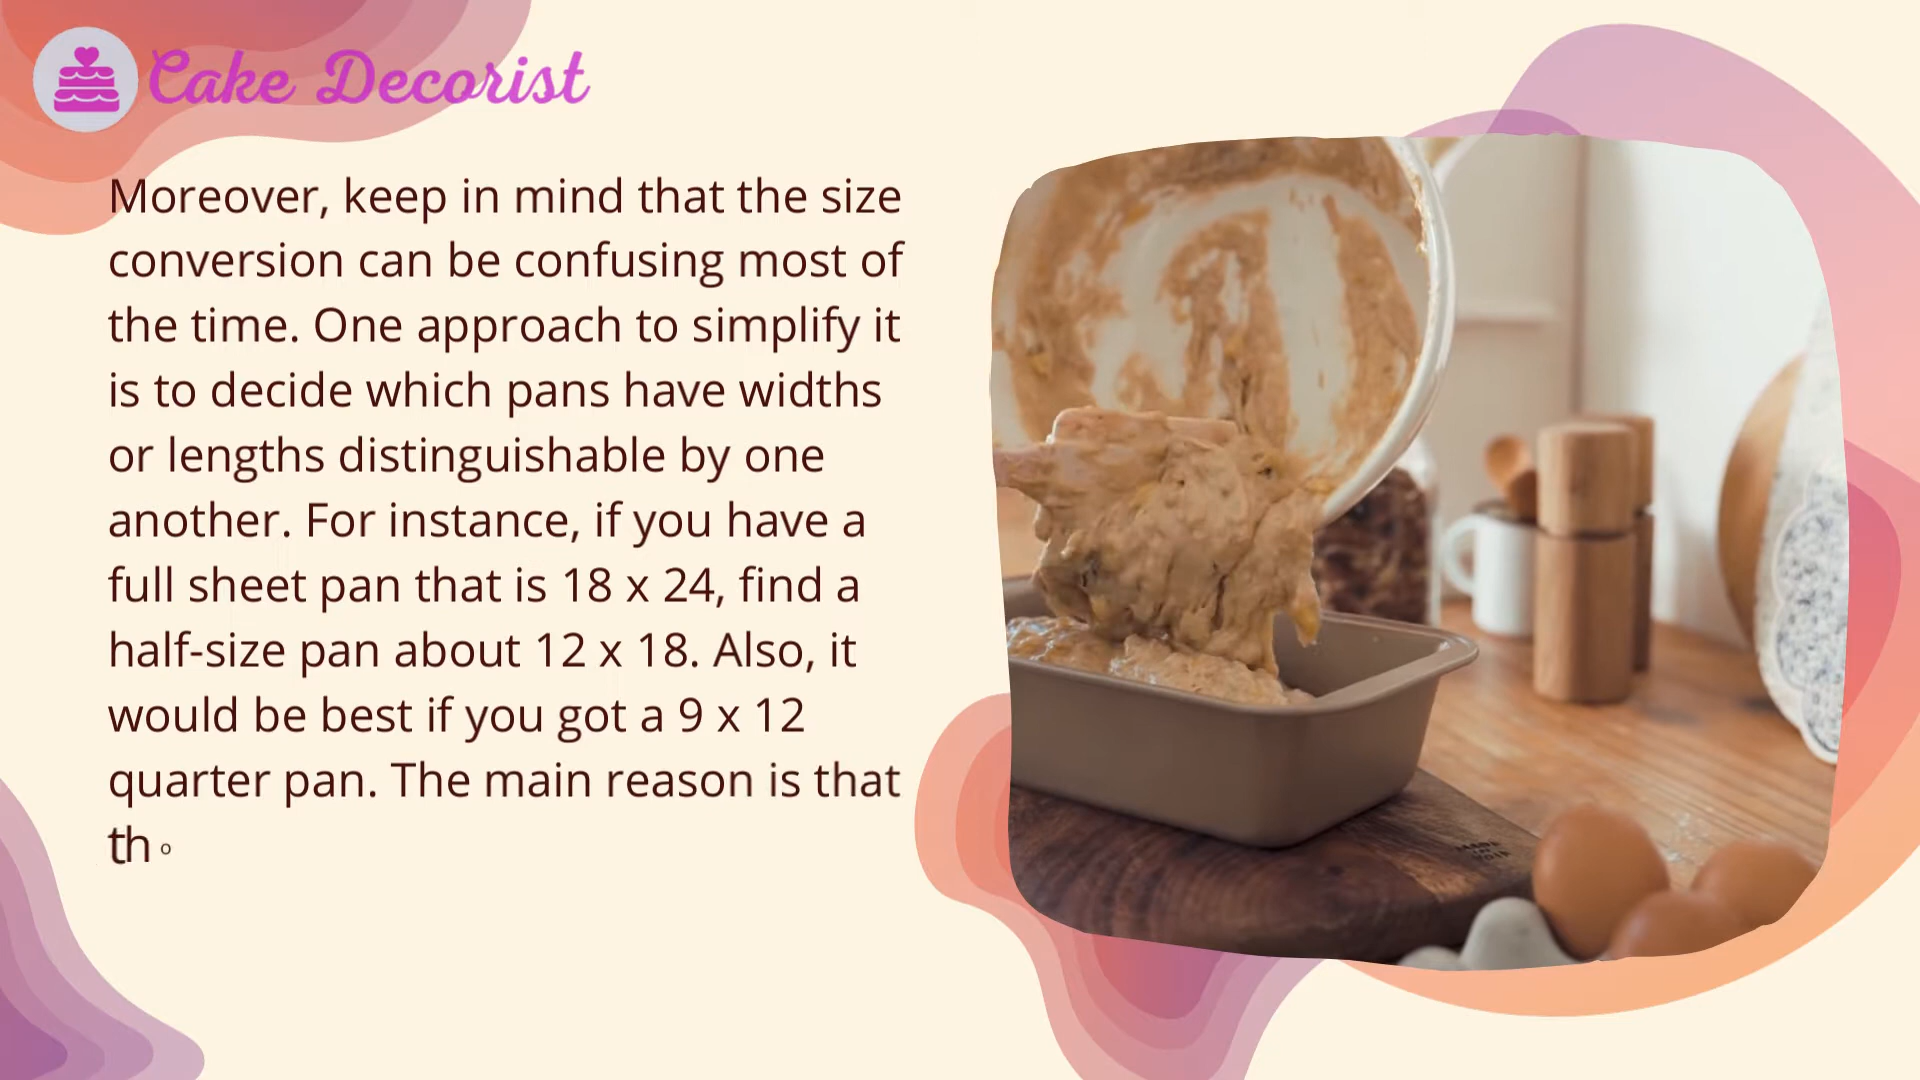 Cake Decorist
Moreover, keep in mind that the size
conversion can be confusing most of
the time. One approach to simplify it
is to decide which pans have widths
or lengths distinguishable by one
another. For instance, if you have a
full sheet pan that is 18 x 24, find a
half-size pan about 12 x 18. Also, it
would be best if you got a 9 x 12
quarter pan. The main reason is that
th